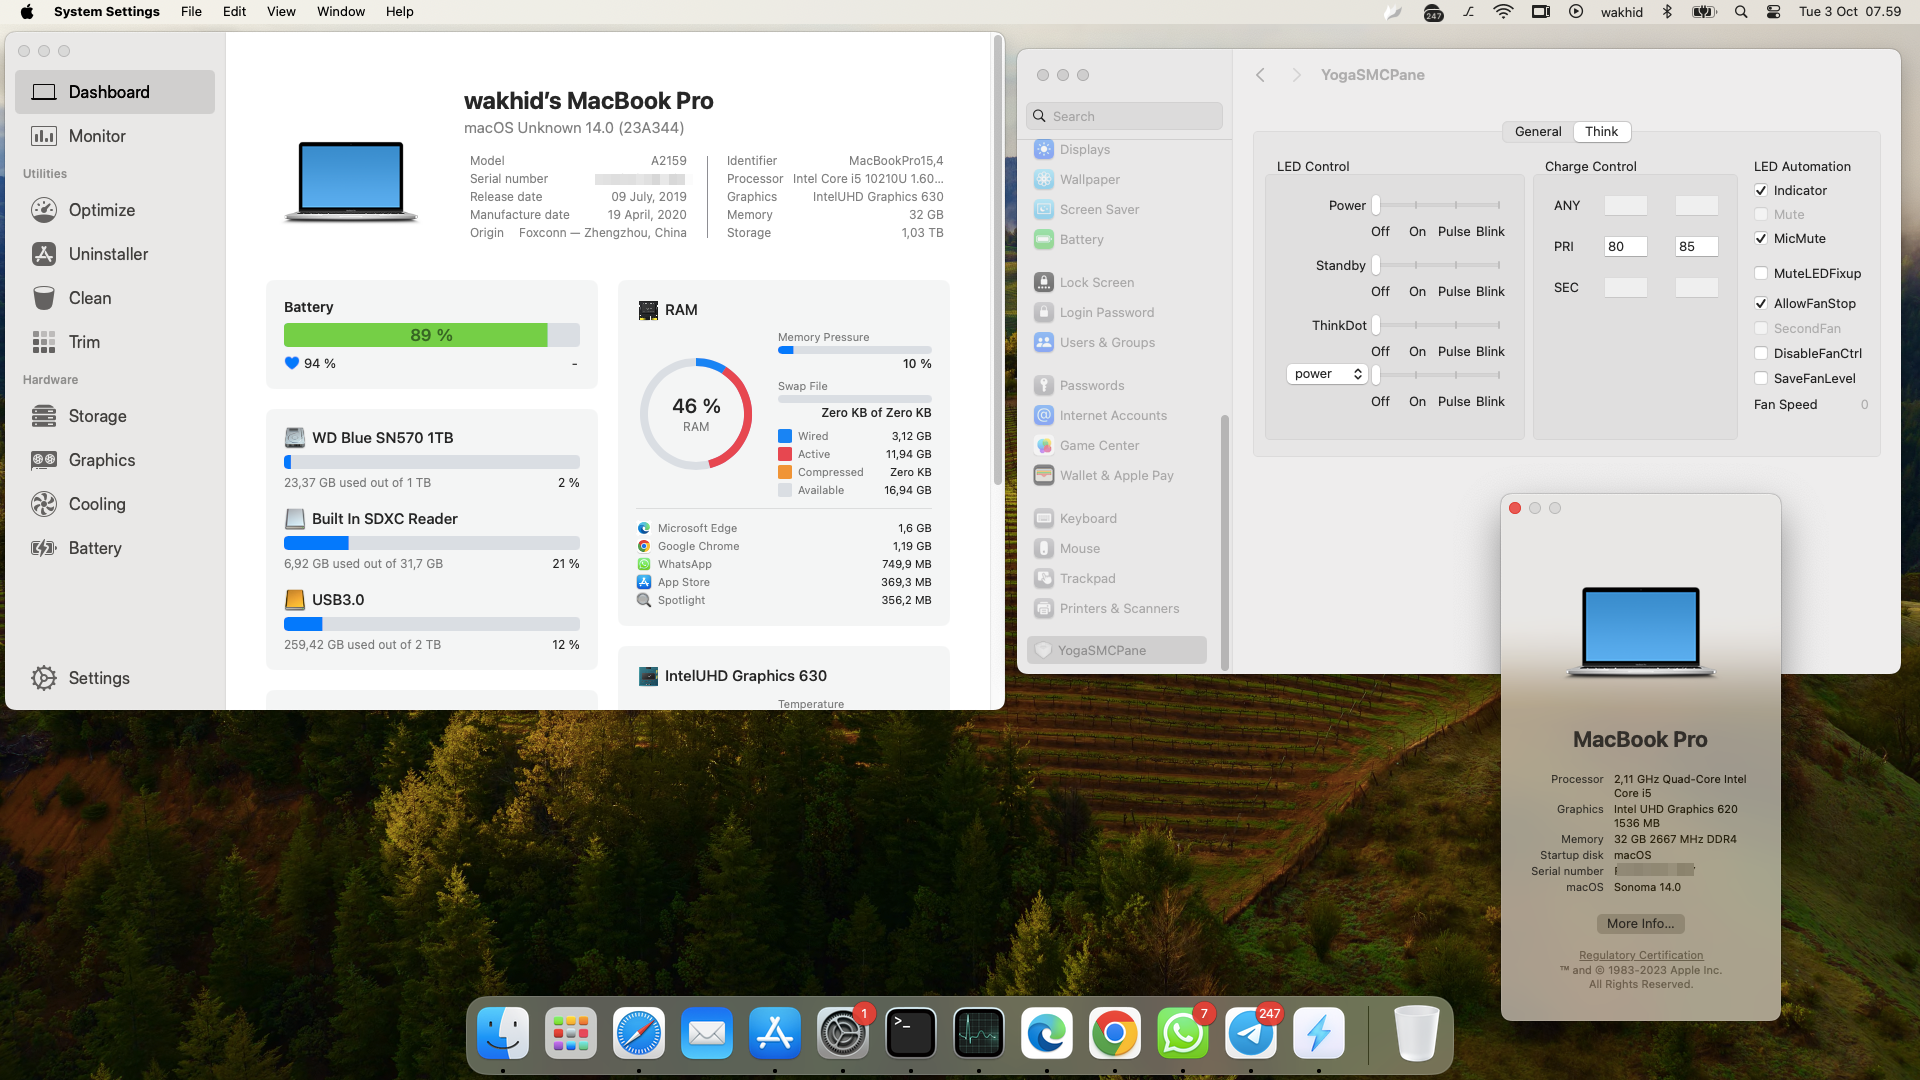 System Settings File Edit View Window Help
247
wakhid
Tue 3 Oct 07.59
Dashboard
Monitor
Utilities
Optimize
Uninstaller
Clean
Trim
Hardware
Storage
Graphics
Cooling
Battery
Settings
wakhid's MacBook Pro
macOS Unknown 14.0 (23A344)
Model A2159
Serial number
Release date 09 July, 2019
Manufacture date 19 April, 2020
Origin Foxconn — Zhengzhou, China
Identifier MacBookPro15,4
Processor Intel Core i5 10210U 1.60...
Graphics IntelUHD Graphics 630
Memory 32 GB
Storage 1,03 TB
Battery
89 %
94 % -
WD Blue SN570 1TB
23,37 GB used out of 1 TB 2 %
Built In SDXC Reader
6,92 GB used out of 31,7 GB 21 %
USB3.0
259,42 GB used out of 2 TB 12 %
RAM
46 %
RAM
Memory Pressure
10 %
Swap File
Zero KB of Zero KB
Wired 3,12 GB
Active 11,94 GB
Compressed Zero KB
Available 16,94 GB
Microsoft Edge 1,6 GB
Google Chrome 1,19 GB
WhatsApp 749,9 MB
App Store 369,3 MB
Spotlight 356,2 MB
IntelUHD Graphics 630
Temperature
Search
Displays
Wallpaper
Screen Saver
Battery
Lock Screen
Login Password
Users & Groups
Passwords
Internet Accounts
Game Center
Wallet & Apple Pay
Keyboard
Mouse
Trackpad
Printers & Scanners
YogaSMCPane
YogaSMCPane
General Think
LED Control
Power
Off On Pulse Blink
Standby
Off On Pulse Blink
ThinkDot
Off On Pulse Blink
power
Off On Pulse Blink
Charge Control
ANY
PRI 80 85
SEC
LED Automation
Indicator
Mute
MicMute
MuteLEDFixup
AllowFanStop
SecondFan
DisableFanCtrl
SaveFanLevel
Fan Speed 0
MacBook Pro
Processor 2,11 GHz Quad-Core Intel
Core i5
Graphics Intel UHD Graphics 620
1536 MB
Memory 32 GB 2667 MHz DDR4
Startup disk macOS
Serial number
macOS Sonoma 14.0
More Info...
Regulatory Certification
™ and © 1983-2023 Apple Inc.
All Rights Reserved.
1
>_
7
247